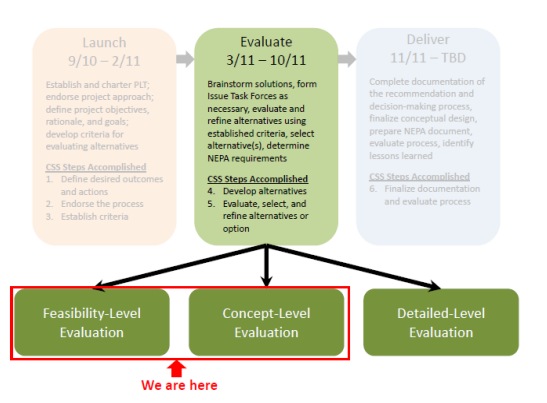 Launch
9/10 – 2/11
Establish and charter PLT;
endorse project approach;
define project objectives,
rationale, and goals;
develop criteria for
evaluating alternatives
CSS Steps Accomplished
1. Define desired outcomes
and actions
2. Endorse the process
3. Establish criteria
Evaluate
3/11 – 10/11
Brainstorm solutions, form
Issue Task Forces as
necessary, evaluate and
refine alternatives using
established criteria, select
alternative(s), determine
NEPA requirements
CSS Steps Accomplished
4. Develop alternatives
5. Evaluate, select, and
refine alternatives or
option
Deliver
11/11 – TBD
Complete documentation of
the recommendation and
decision-making process,
finalize conceptual design,
prepare NEPA document,
evaluate process, identify
lessons learned
CSS Steps Accomplished
6. Finalize documentation
and evaluate process
Feasibility-Level
Evaluation
Concept-Level
Evaluation
Detailed-Level
Evaluation
We are here